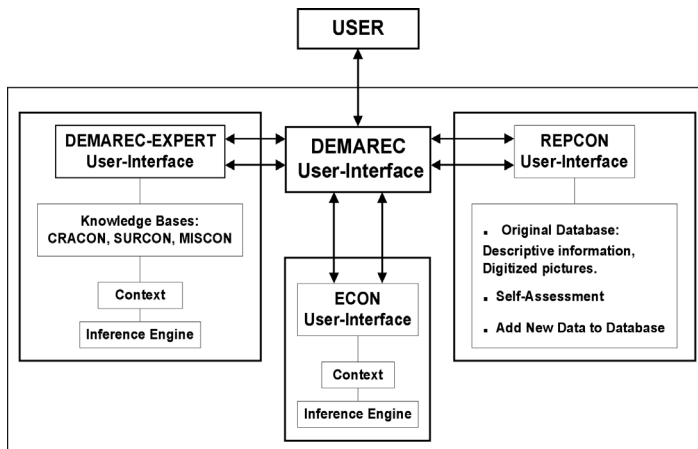 USER
DEMAREC-EXPERT
User-Interface
Knowledge Bases:
CRACON, SURCON, MISCON
Context
Inference Engine
DEMAREC
User-Interface
ECON
User-Interface
Context
Inference Engine
REPCON
User-Interface
▪ Original Database:
Descriptive information,
Digitized pictures.
▪ Self-Assessment
▪ Add New Data to Database